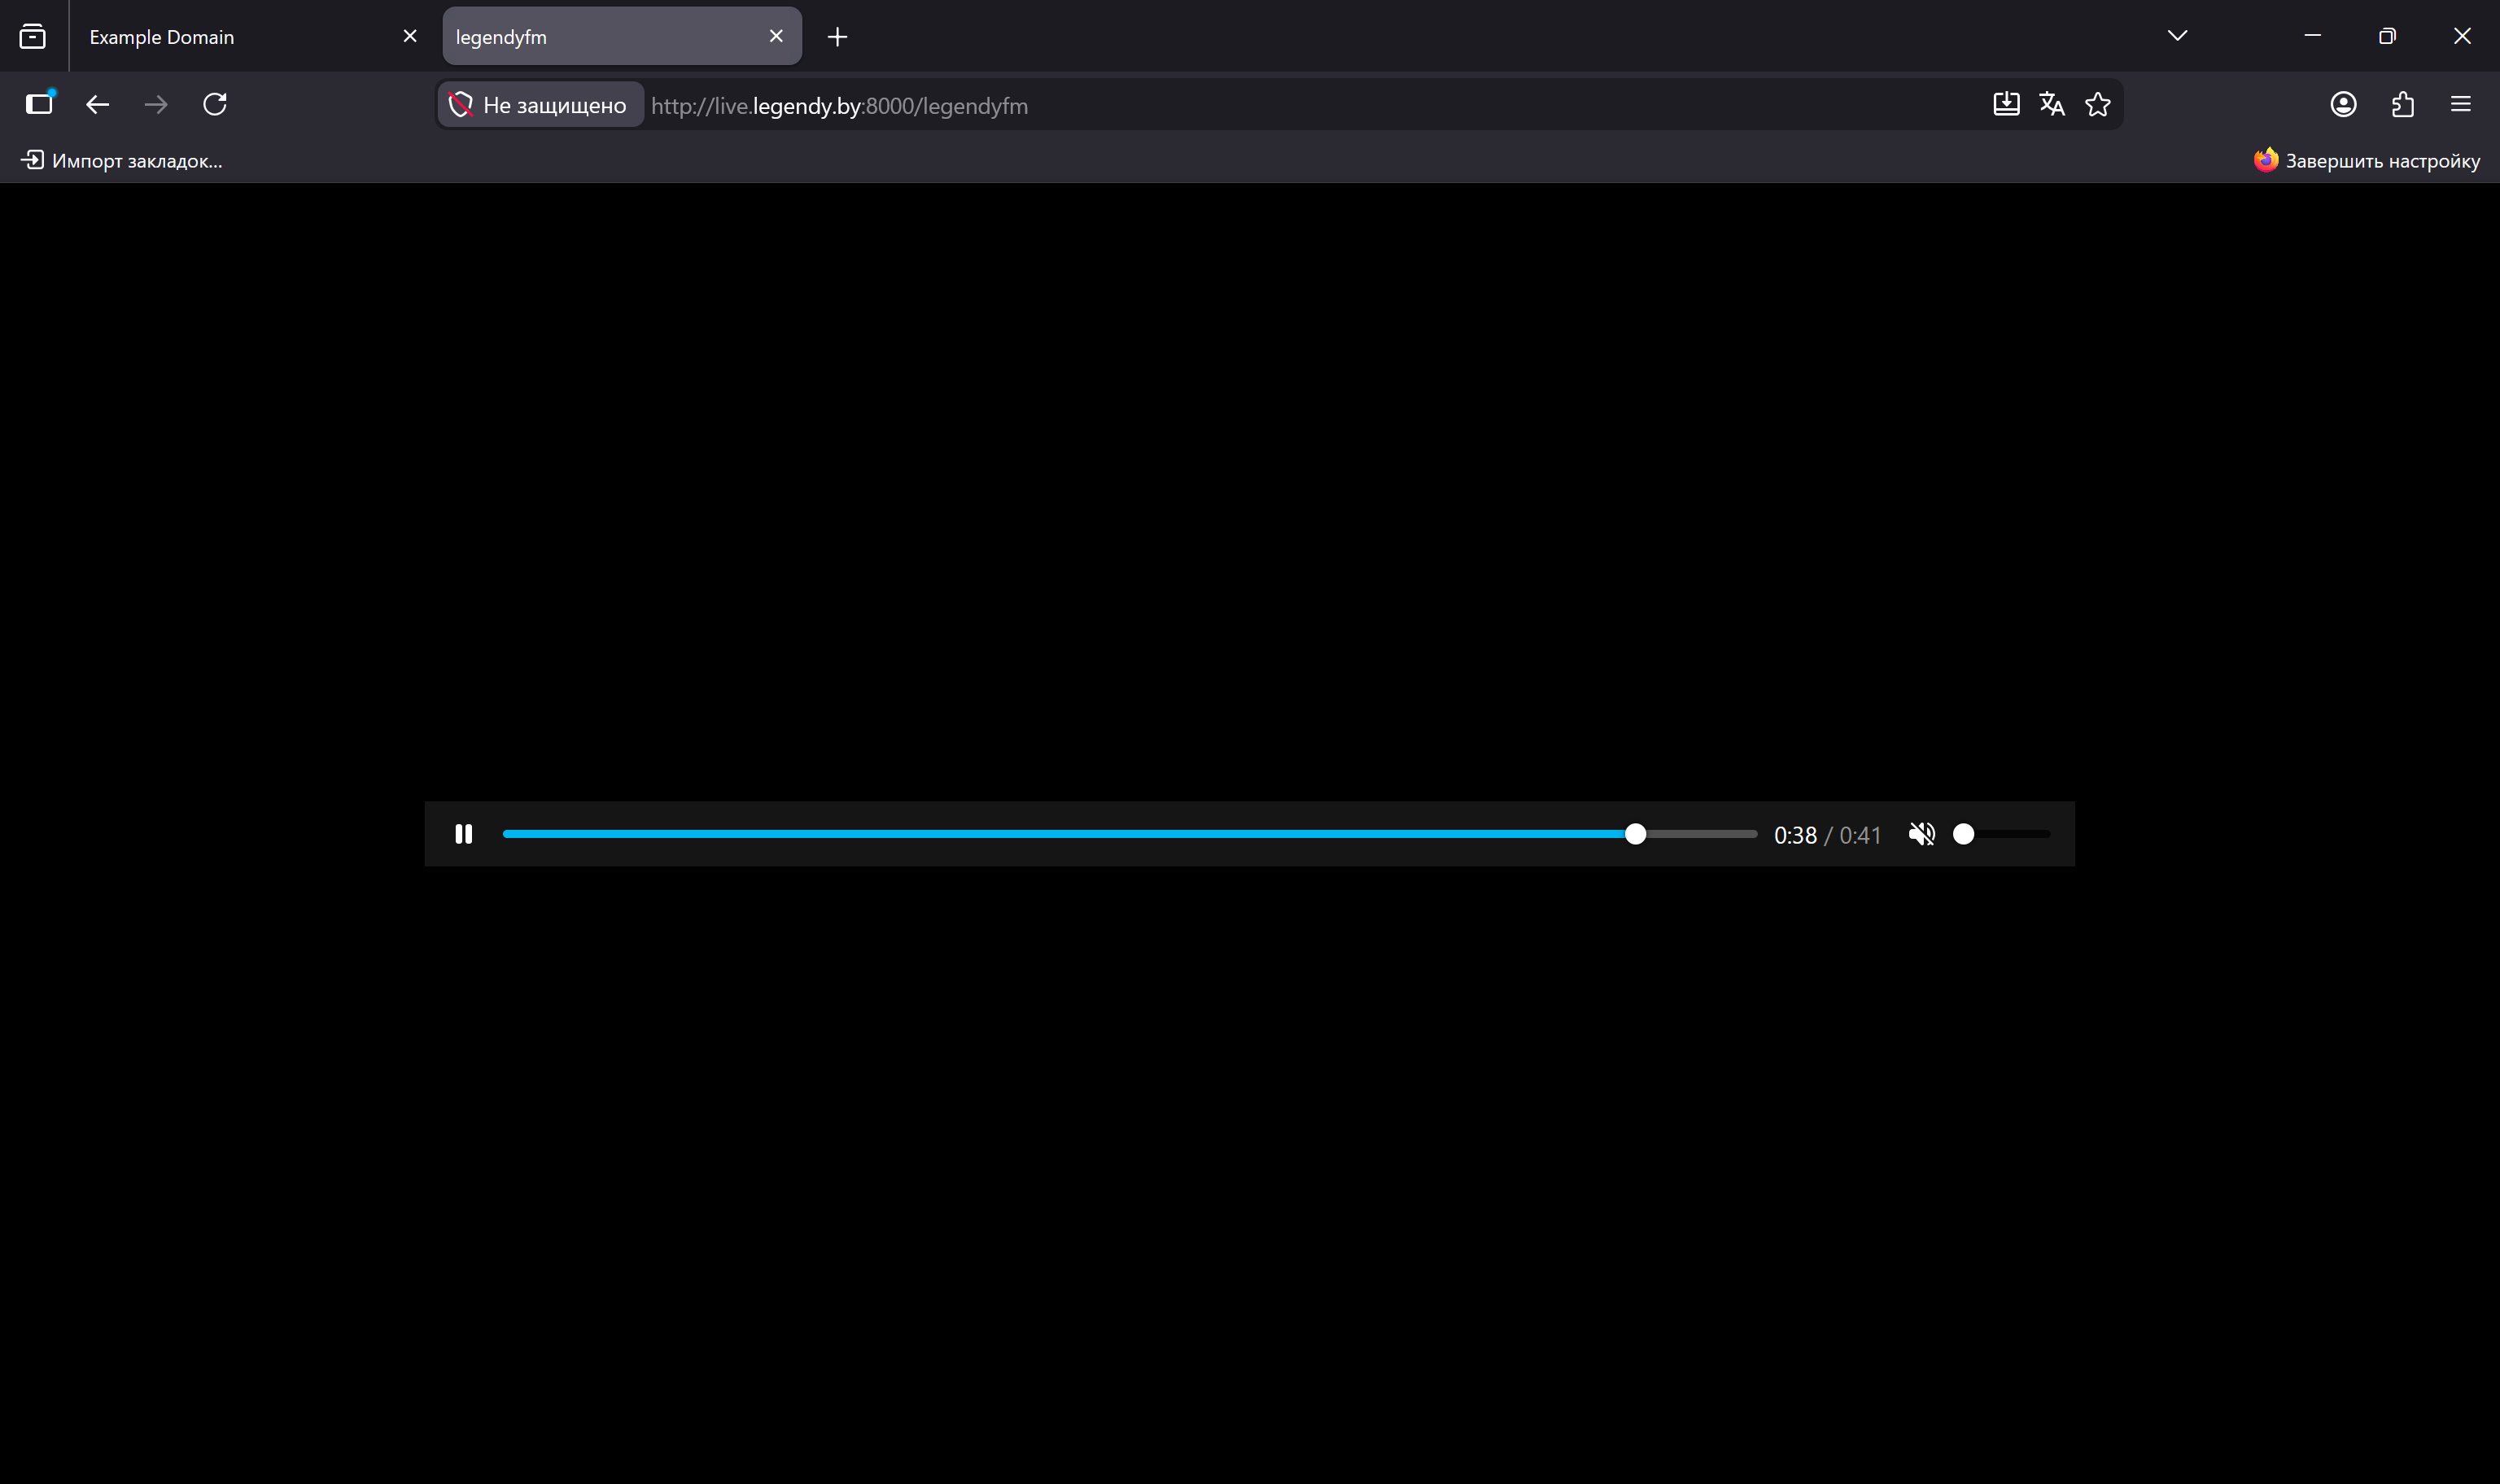 Example Domain
legendyfm
Не защищено
http://live.legendy.by:8000/legendyfm
Импорт закладок...
Завершить настройку
0:38 / 0:41